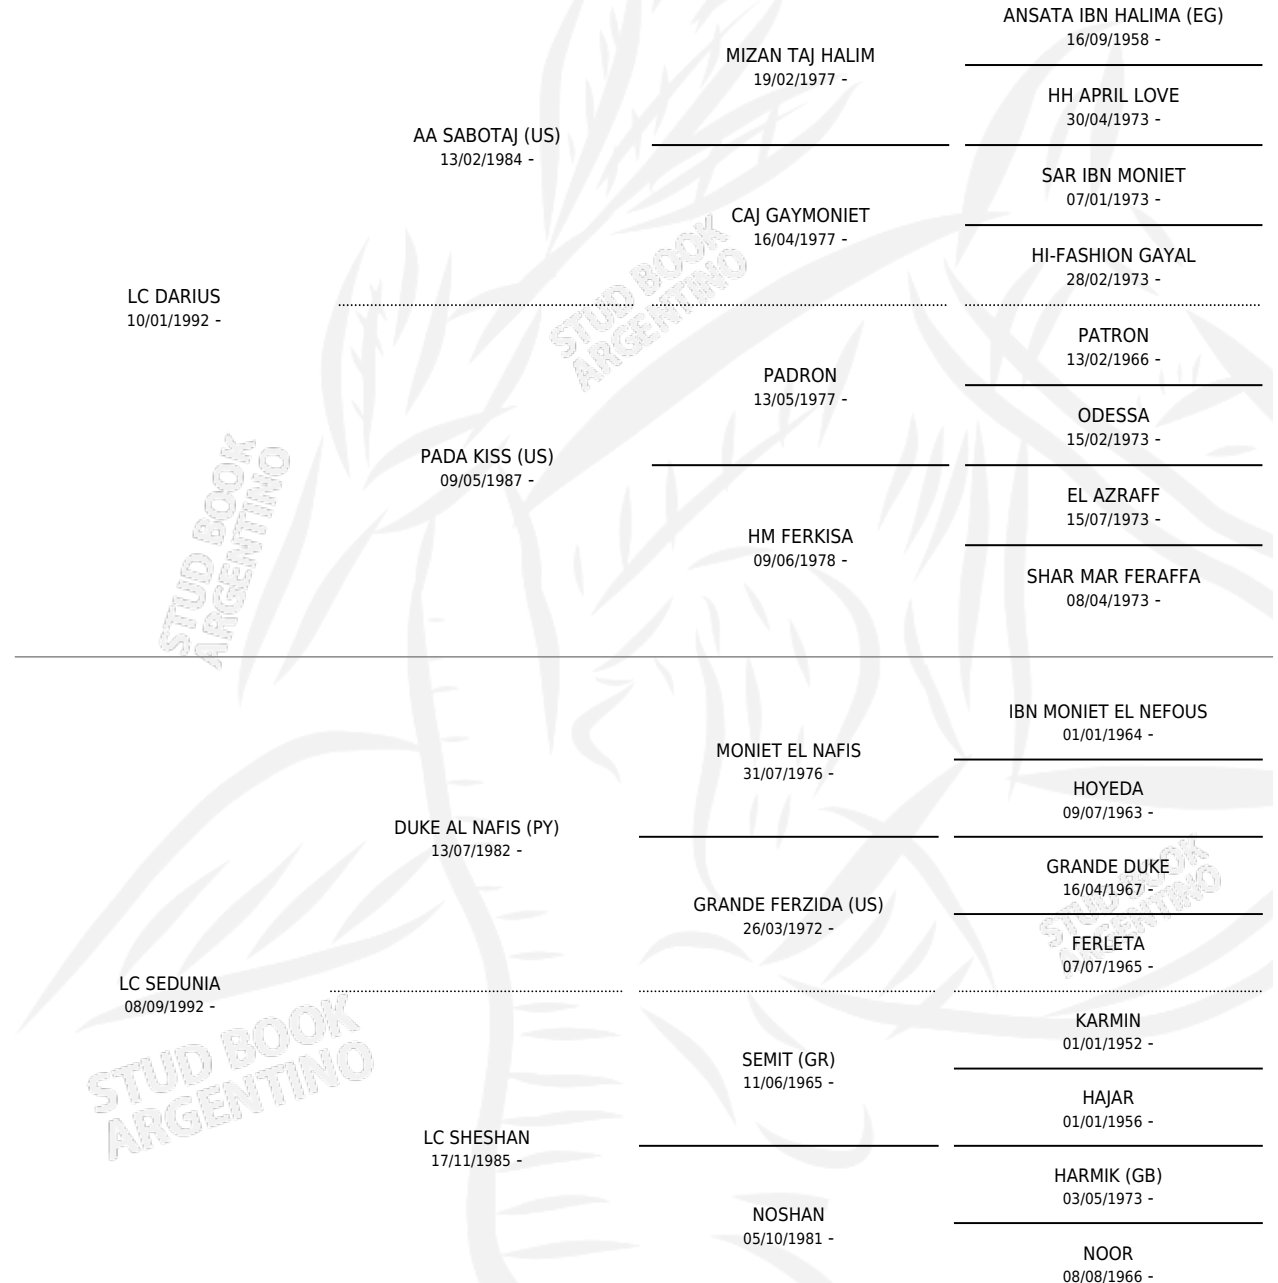 ANSATA IBN HALIMA (EG)
16/09/1958 -
MIZAN TAJ HALIM
19/02/1977 -
HH APRIL LOVE
30/04/1973 -
AA SABOTAJ (US)
13/02/1984 -
SAR IBN MONIET
07/01/1973 -
CAJ GAYMONIET
16/04/1977 -
HI-FASHION GAYAL
28/02/1973 -
LC DARIUS
10/01/1992 -
PATRON
13/02/1966 -
PADRON
13/05/1977 -
ODESSA
15/02/1973 -
PADA KISS (US)
09/05/1987 -
EL AZRAFF
15/07/1973 -
HM FERKISA
09/06/1978 -
SHAR MAR FERAFFA
08/04/1973 -
STUD BOOK
ARGENTINO
STUD BOOK
ARGENTINO
IBN MONIET EL NEFOUS
01/01/1964 -
MONIET EL NAFIS
31/07/1976 -
HOYEDA
09/07/1963 -
DUKE AL NAFIS (PY)
13/07/1982 -
GRANDE DUKE
16/04/1967 -
GRANDE FERZIDA (US)
26/03/1972 -
FERLETA
07/07/1965 -
STUD BOOK
ARGENTINO
LC SEDUNIA
08/09/1992 -
KARMIN
01/01/1952 -
SEMIT (GR)
11/06/1965 -
HAJAR
01/01/1956 -
STUD BOOK
ARGENTINO
LC SHESHAN
17/11/1985 -
HARMIK (GB)
03/05/1973 -
NOSHAN
05/10/1981 -
NOOR
08/08/1966 -